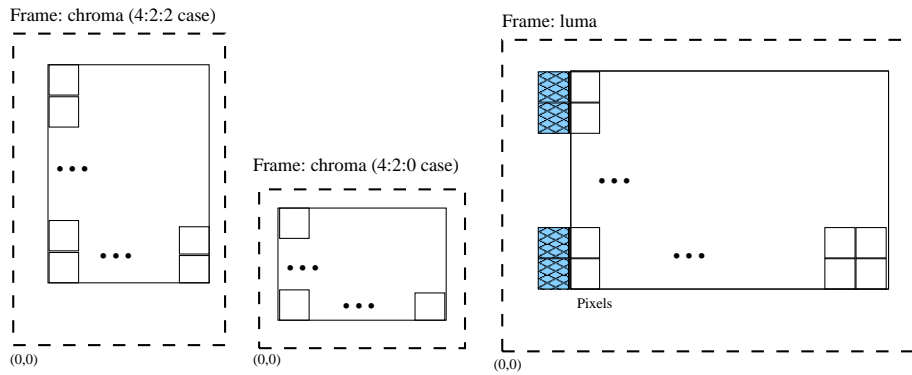 Frame: chroma (4:2:2 case)
Frame: luma
Frame: chroma (4:2:0 case)
Pixels
(0,0)
(0,0)
(0,0)